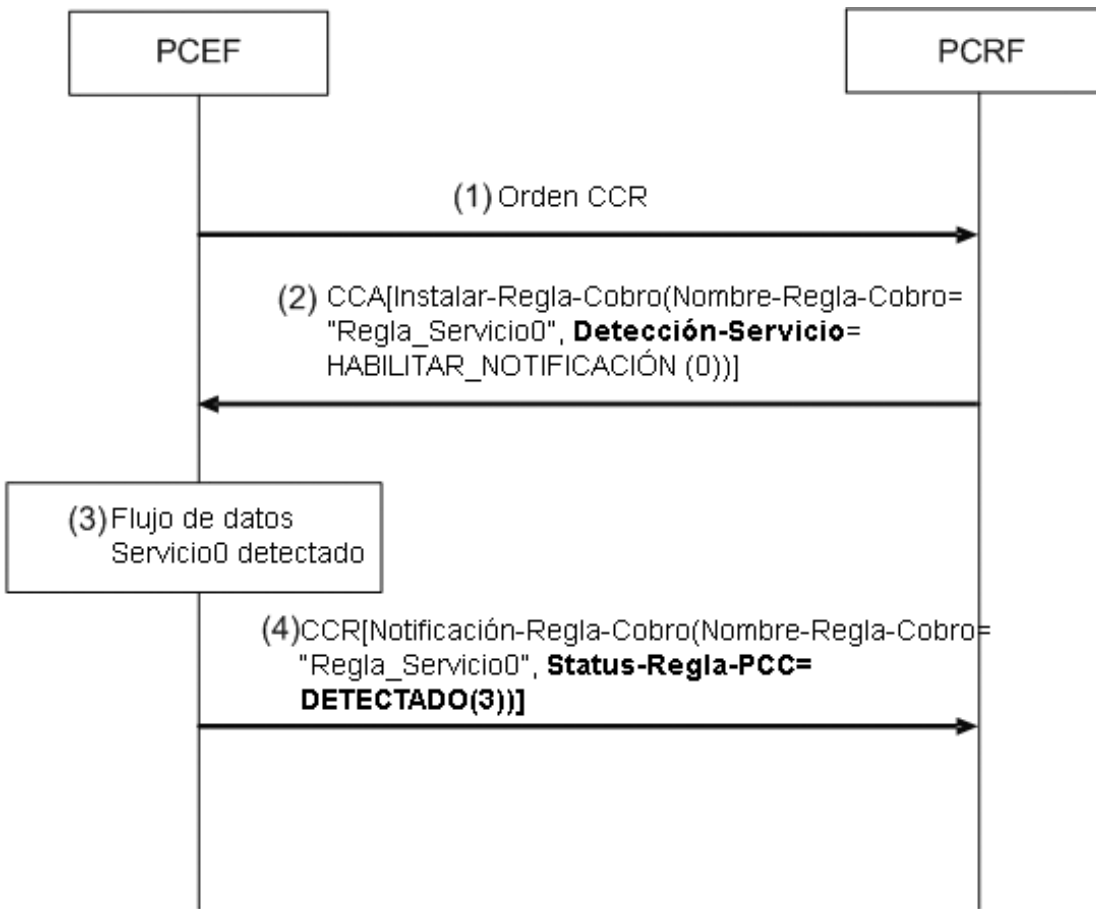 PCEF
PCRF
(1) Orden CCR
(2) CCA[Instalar-Regla-Cobro(Nombre-Regla-Cobro=
"Regla_Servicio0", Detección-Servicio=
HABILITAR_NOTIFICACIÓN (0))]
(3) Flujo de datos
Servicio0 detectado
(4) CCR[Notificación-Regla-Cobro(Nombre-Regla-Cobro=
"Regla_Servicio0", Status-Regla-PCC=
DETECTADO(3))]